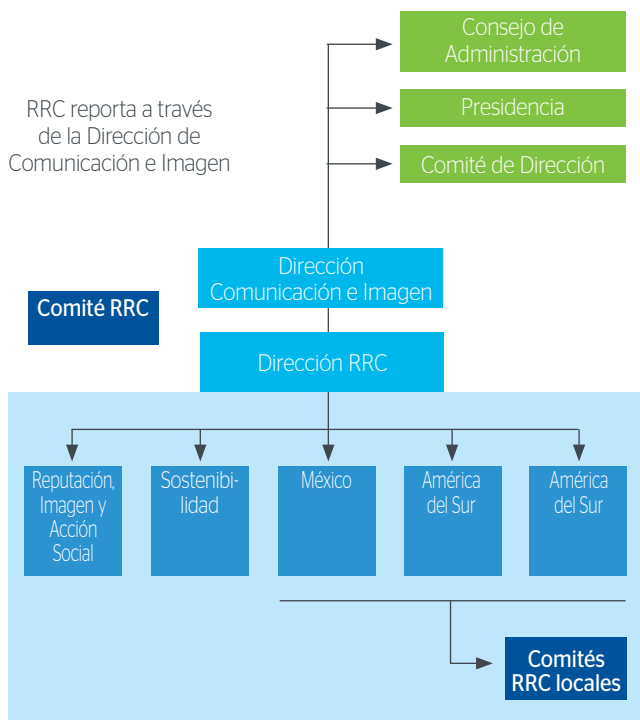 Consejo de
Administración
RRC reporta a través
de la Dirección de
Comunicación e Imagen
Presidencia
Comité de Dirección
Dirección
Comunicación e Imagen
Comité RRC
Dirección RRC
Reputación,
Imagen y
Acción
Social
Sostenibi-
lidad
México
América
del Sur
América
del Sur
Comités
RRC locales